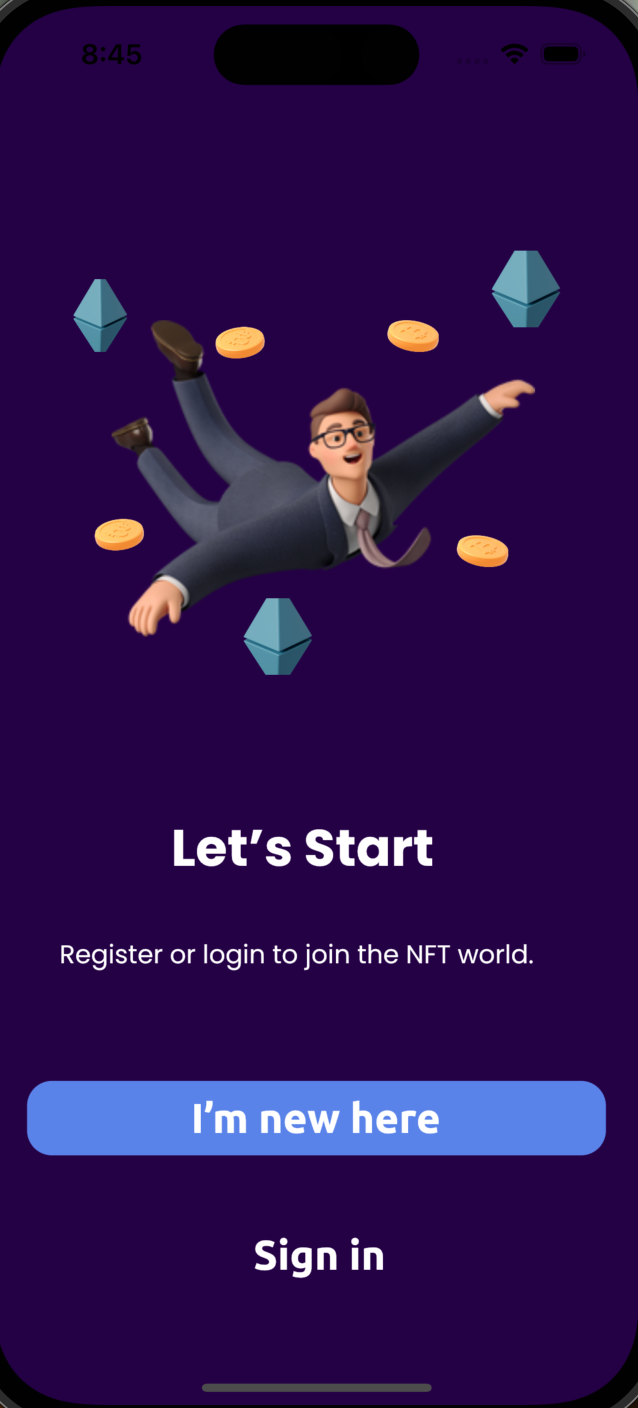 8:45
Let’s Start
Register or login to join the NFT world.
I’m new here
Sign in